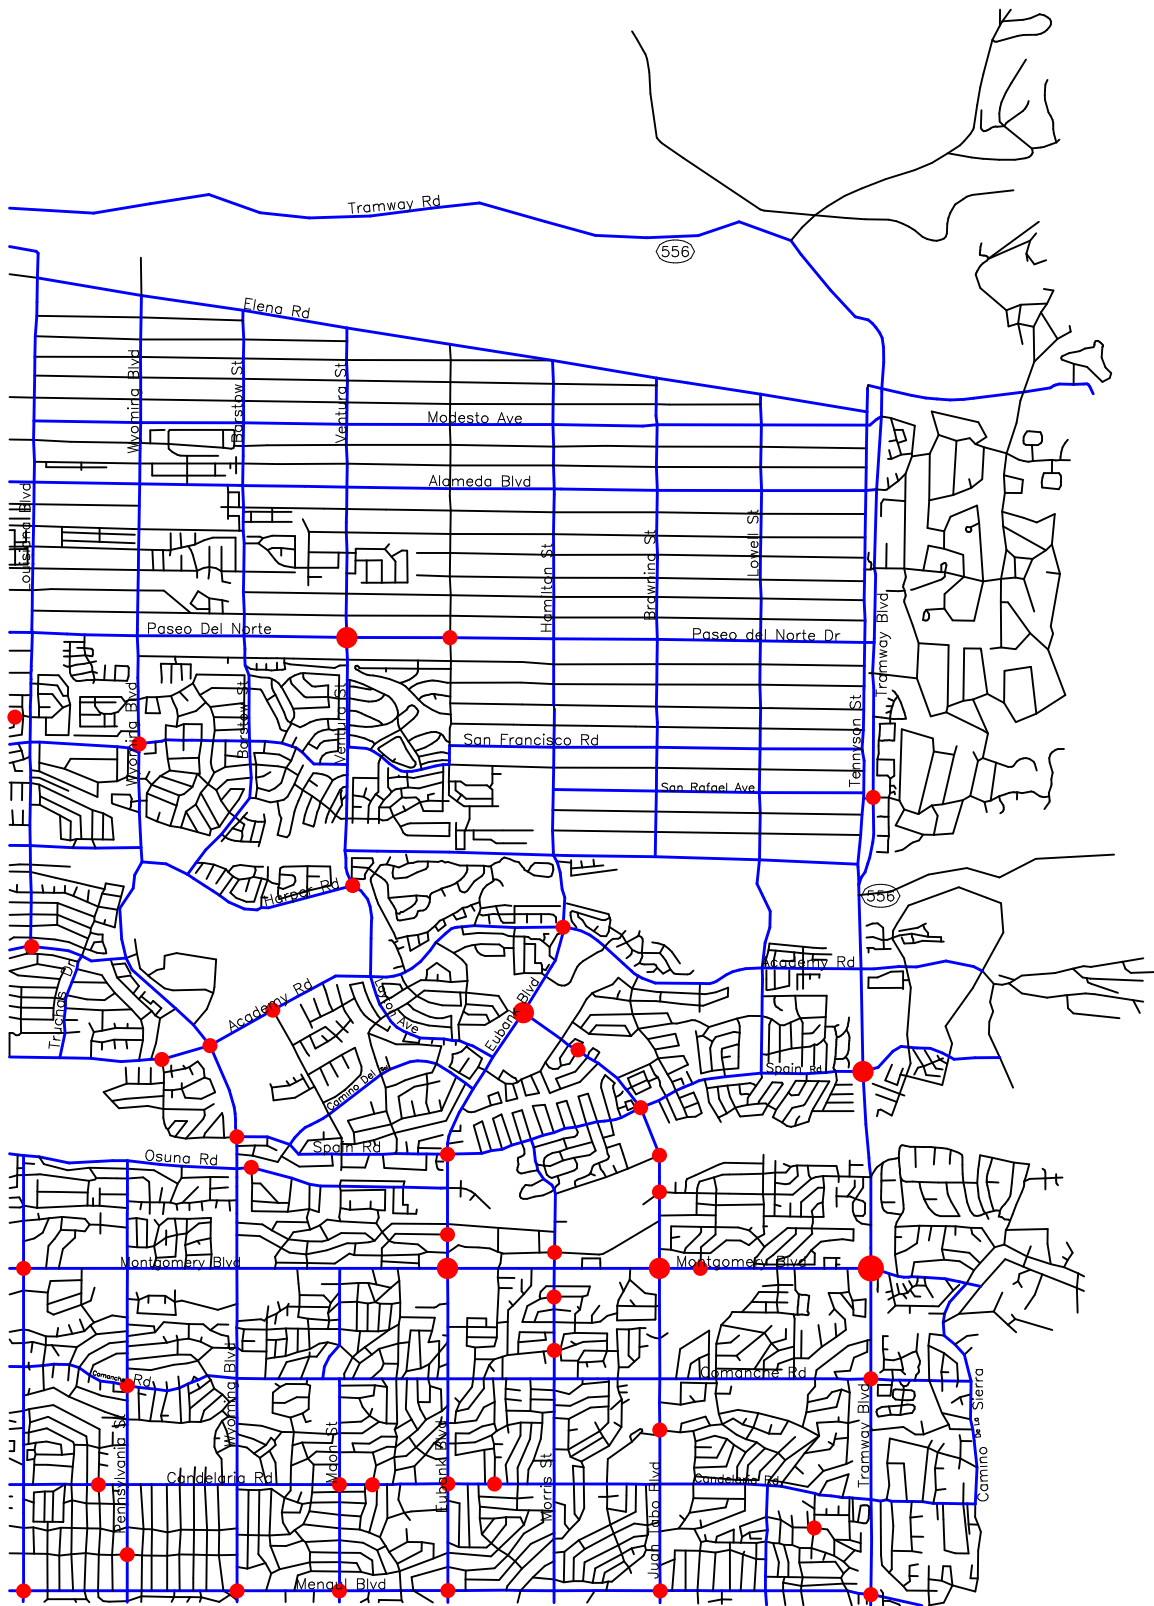 Tramway Rd
556
Elena Rd
Wyoming Blvd
Barstow St
Ventura St
Modesto Ave
Alameda Blvd
Louisiana Blvd
Hamilton St
Browning St
Lowell St
Paseo Del Norte
Paseo del Norte Dr
Tramway Blvd
Wyoming Blvd
Barstow St
Ventura St
San Francisco Rd
Tennyson St
San Rafael Ave
Harper Rd
556
Academy Rd
Truchas Dr
Academy Rd
Layton Ave
Eubank Blvd
Camino Del Sol
Spain Rd
Spain Rd
Osuna Rd
Montgomery Blvd
Montgomery Blvd
Comanche Rd
Comanche Rd
Wyoming Blvd
Pennsylvania St
Moon St
Eubank Blvd
Morris St
Juan Tabo Blvd
Tramway Blvd
Camino De La Sierra
Candelaria Rd
Candelaria Rd
Menaul Blvd